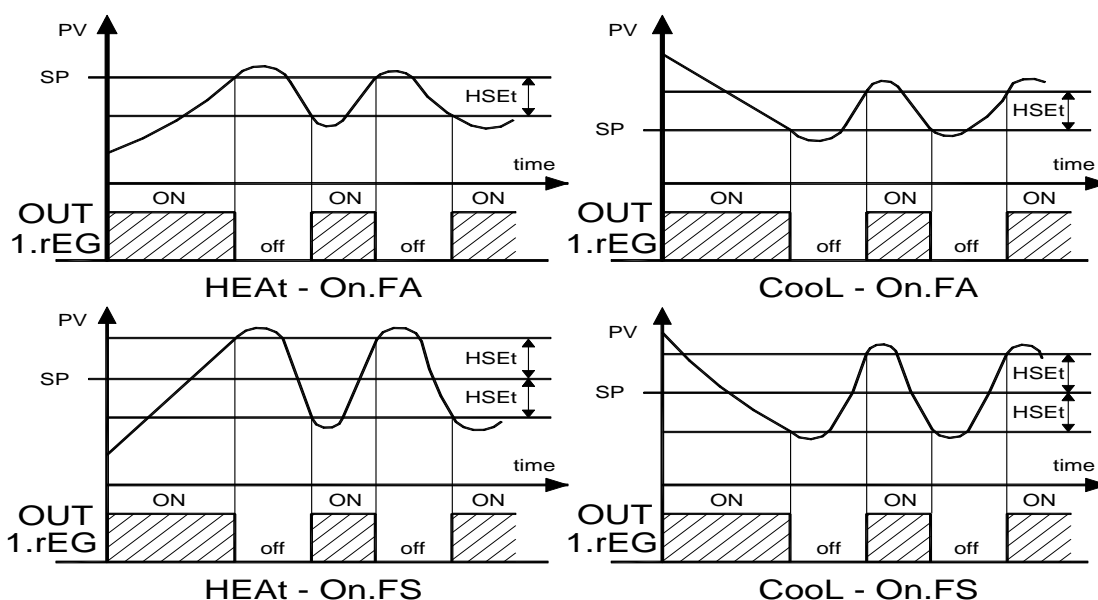 PV
SP
HSEt
time
ON
ON
ON
OUT
1.rEG
off
off
HEAt - On.FA
PV
HSEt
SP
time
ON
ON
ON
OUT
1.rEG
off
off
CooL - On.FA
PV
HSEt
SP
HSEt
time
ON
ON
ON
OUT
1.rEG
off
off
HEAt - On.FS
PV
HSEt
SP
HSEt
time
ON
ON
ON
OUT
1.rEG
off
off
CooL - On.FS